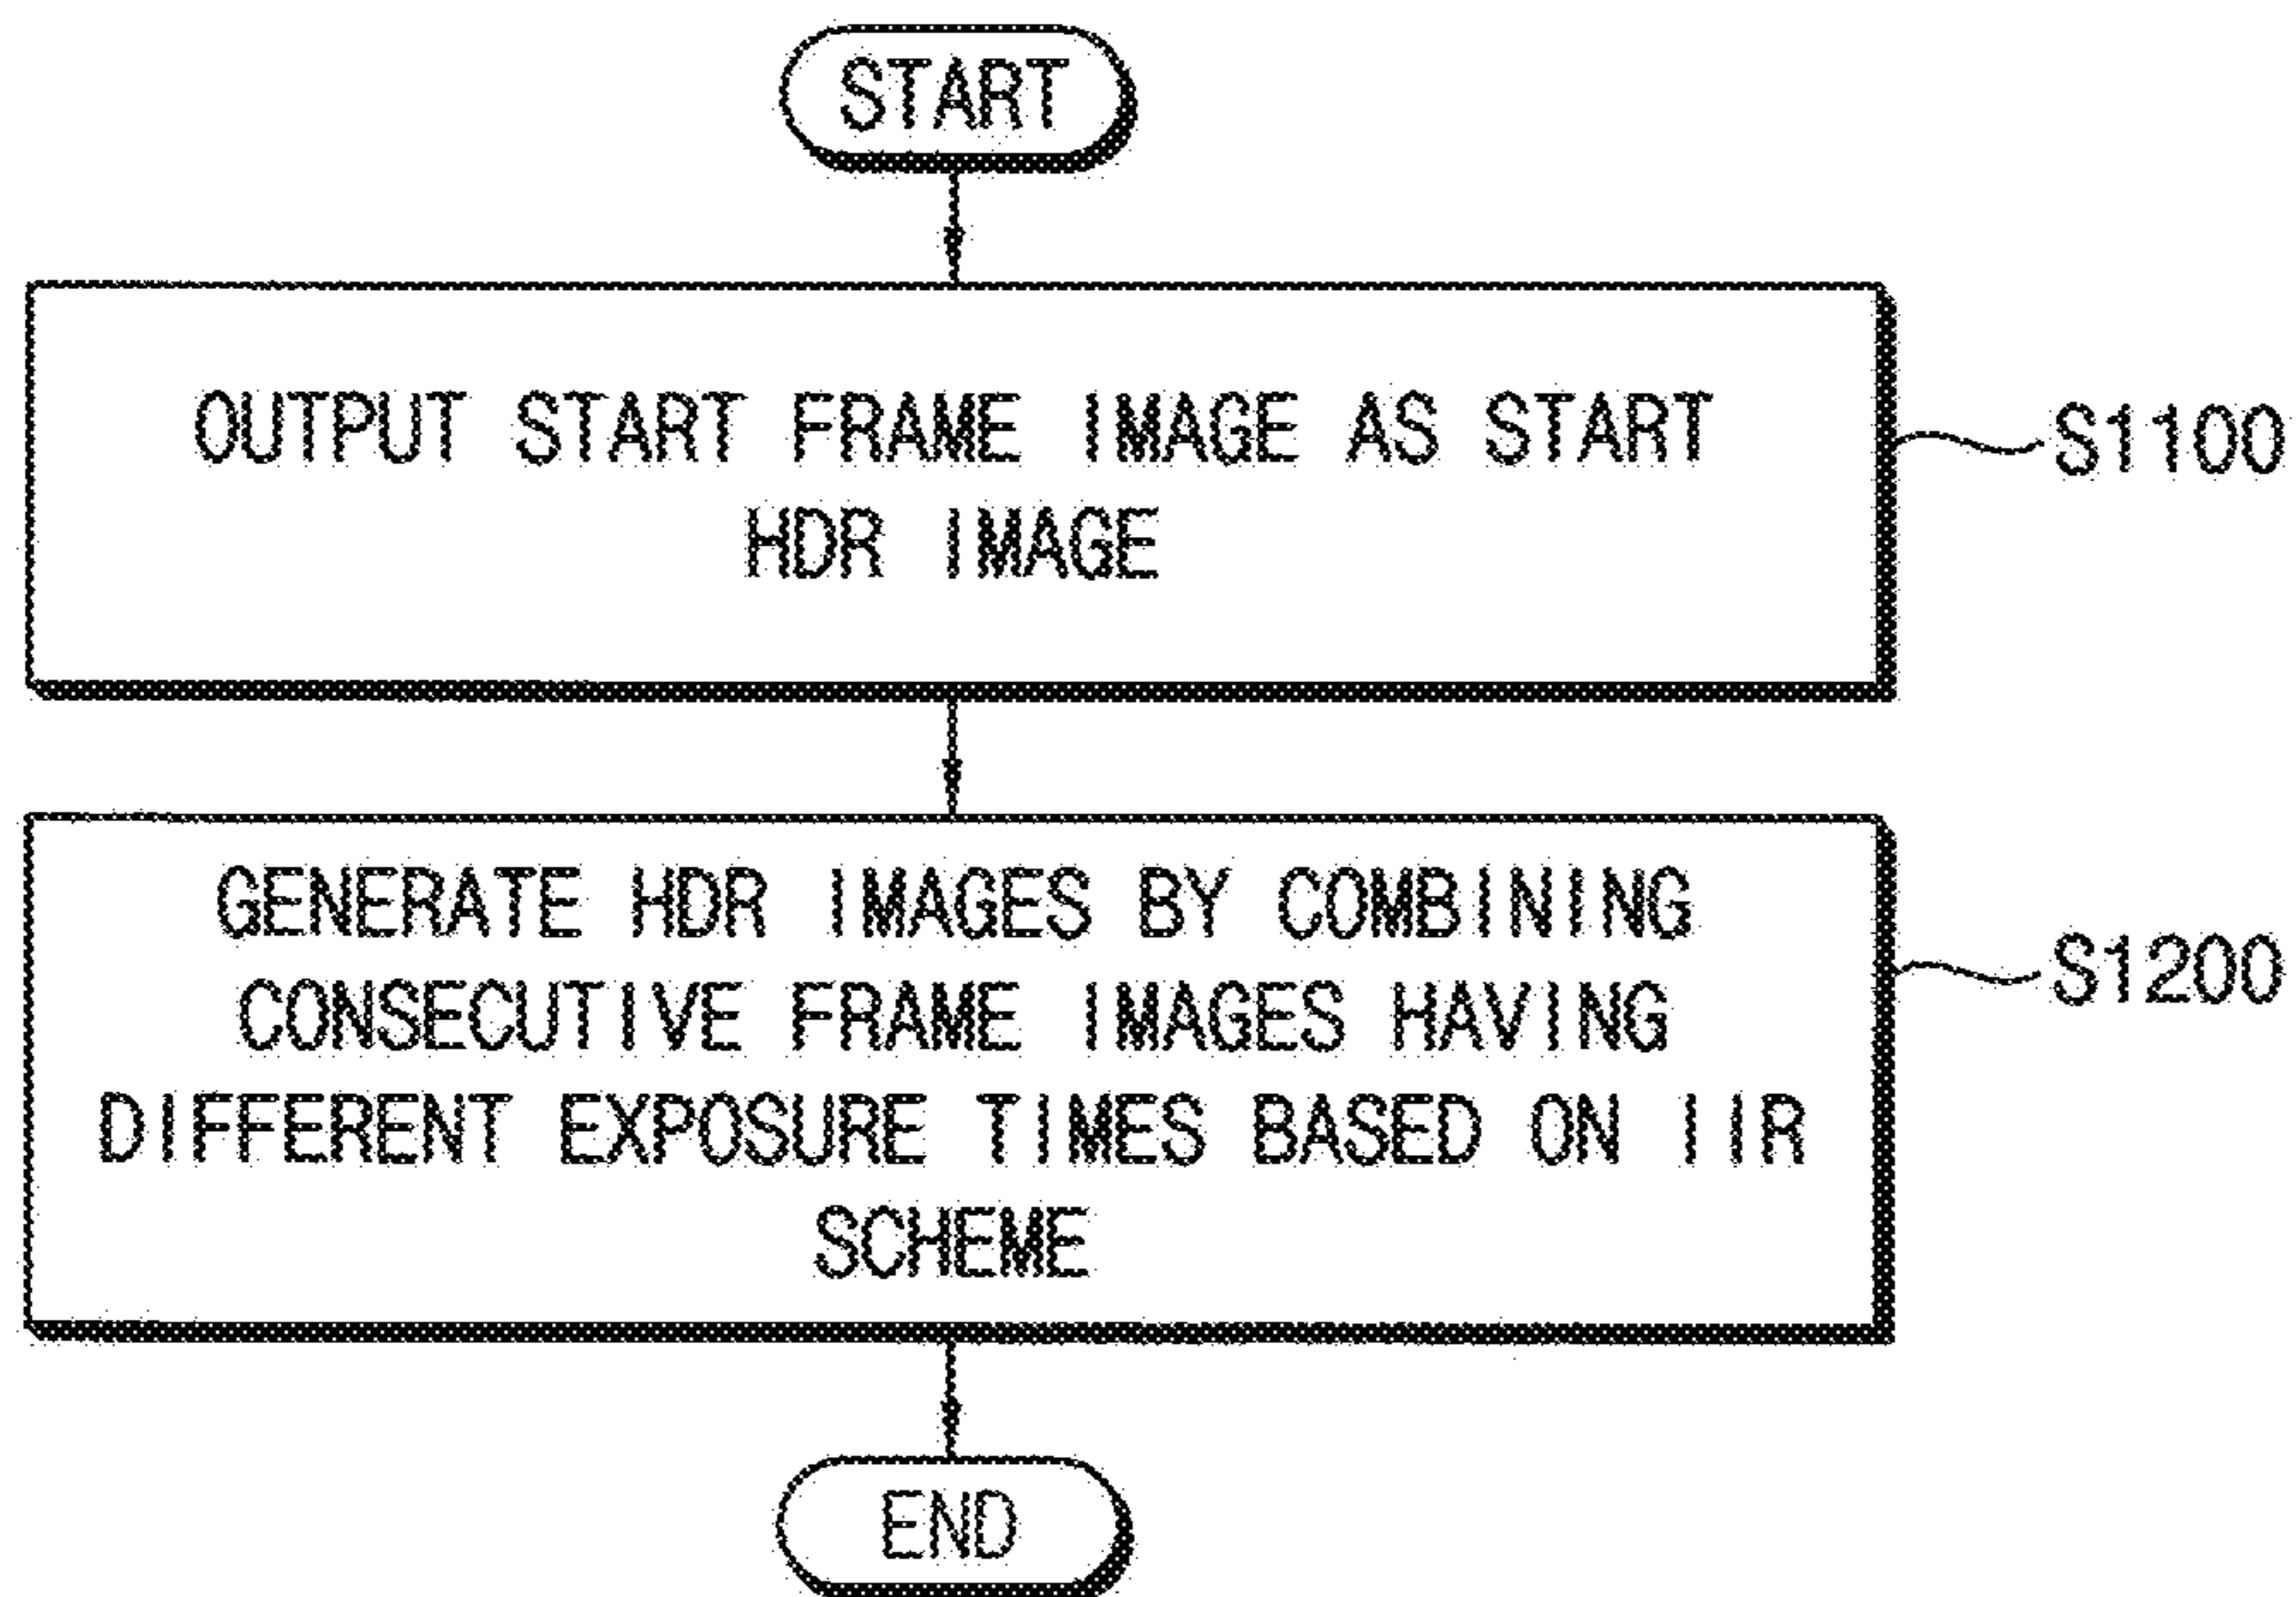 START
OUTPUT START FRAME IMAGE AS START
HDR IMAGE
S1100
GENERATE HDR IMAGES BY COMBINING
CONSECUTIVE FRAME IMAGES HAVING
DIFFERENT EXPOSURE TIMES BASED ON IIR
SCHEME
S1200
END